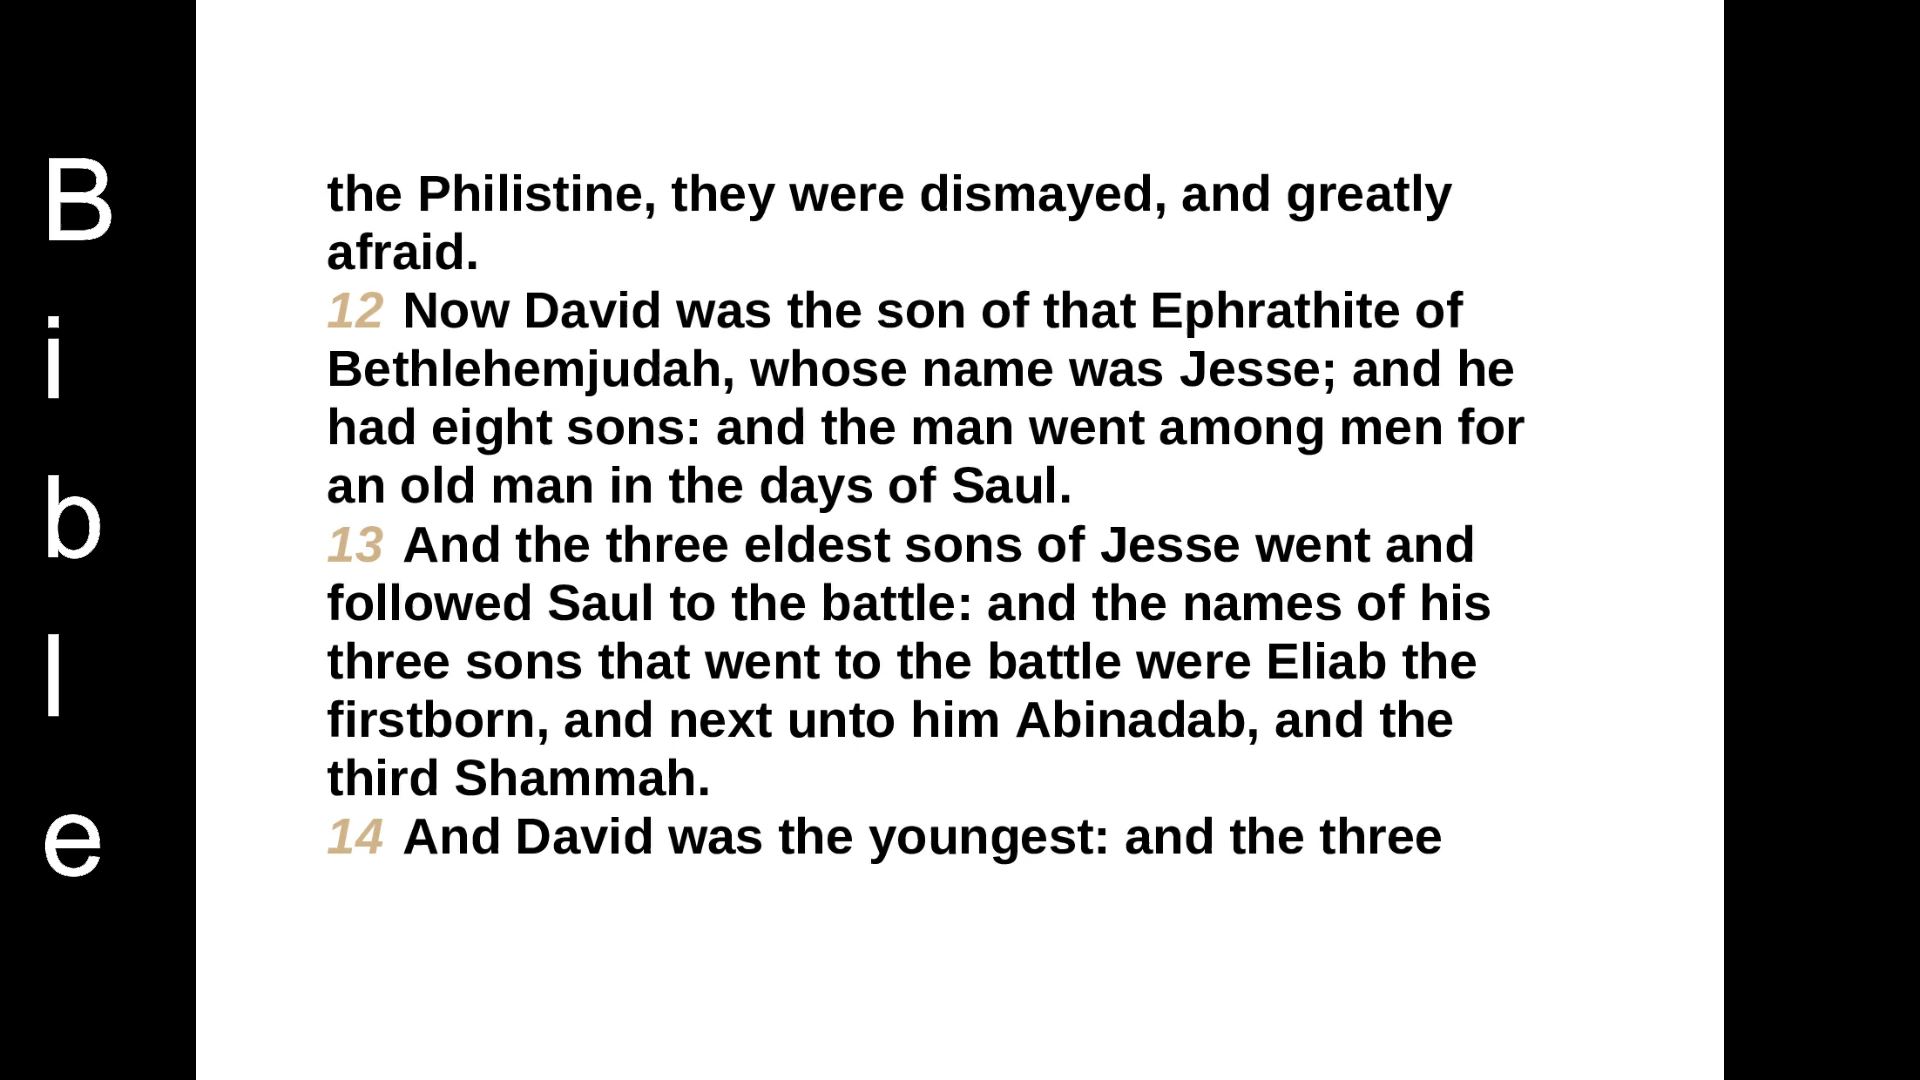 Bible
the Philistine, they were dismayed, and greatly
afraid.
12 Now David was the son of that Ephrathite of
Bethlehemjudah, whose name was Jesse; and he
had eight sons: and the man went among men for
an old man in the days of Saul.
13 And the three eldest sons of Jesse went and
followed Saul to the battle: and the names of his
three sons that went to the battle were Eliab the
firstborn, and next unto him Abinadab, and the
third Shammah.
14 And David was the youngest: and the three